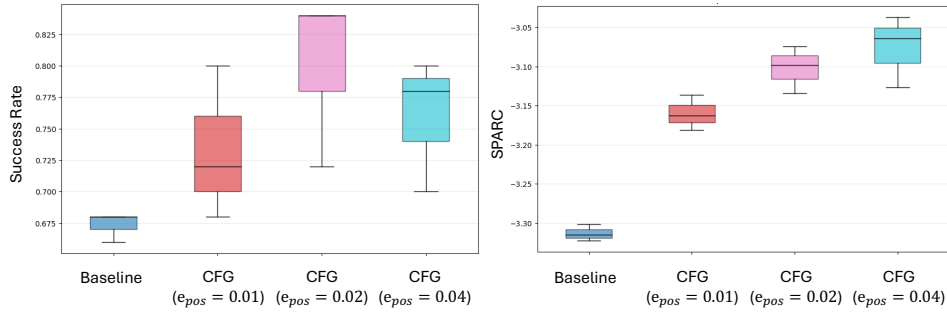 Success Rate
0.825
0.800
0.775
0.750
0.725
0.700
0.675
Baseline
CFG
(e_pos = 0.01)
CFG
(e_pos = 0.02)
CFG
(e_pos = 0.04)
SPARC
−3.05
−3.10
−3.15
−3.20
−3.30
Baseline
CFG
(e_pos = 0.01)
CFG
(e_pos = 0.02)
CFG
(e_pos = 0.04)